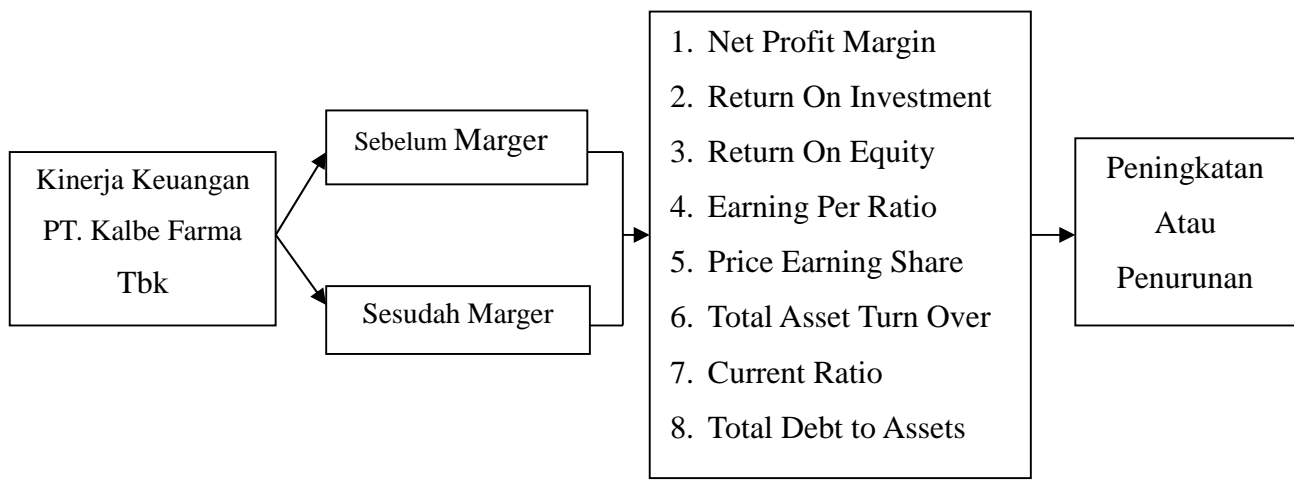 Kinerja Keuangan
PT. Kalbe Farma
Tbk
Sebelum Marger
Sesudah Marger
1. Net Profit Margin
2. Return On Investment
3. Return On Equity
4. Earning Per Ratio
5. Price Earning Share
6. Total Asset Turn Over
7. Current Ratio
8. Total Debt to Assets
Peningkatan
Atau
Penurunan